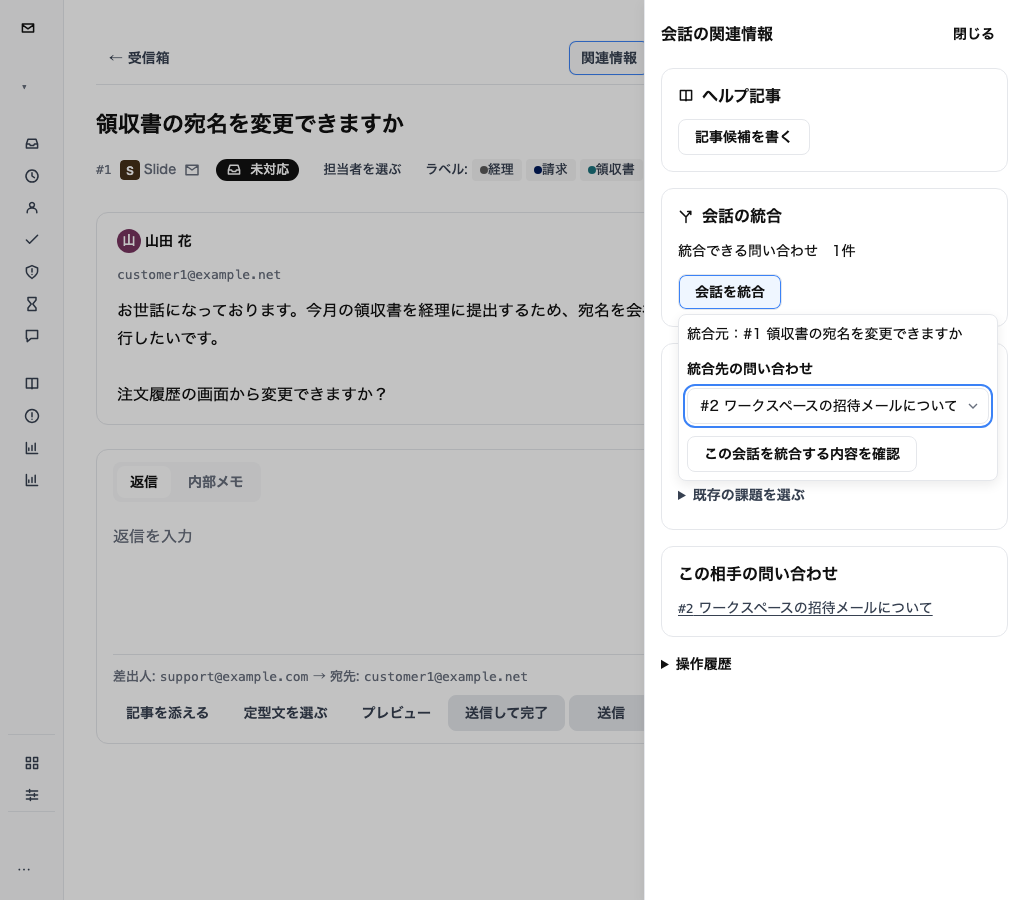 ← 受信箱
関連情報
領収書の宛名を変更できますか
#1 S Slide 未対応 担当者を選ぶ ラベル: 経理 請求 領収書
山 山田 花
customer1@example.net
お世話になっております。今月の領収書を経理に提出するため、宛名を会
行したいです。
注文履歴の画面から変更できますか？
返信 内部メモ
返信を入力
差出人: support@example.com → 宛先: customer1@example.net
記事を添える 定型文を選ぶ プレビュー 送信して完了 送信
会話の関連情報 閉じる
ヘルプ記事
記事候補を書く
会話の統合
統合できる問い合わせ 1件
会話を統合
統合元：#1 領収書の宛名を変更できますか
統合先の問い合わせ
#2 ワークスペースの招待メールについて
この会話を統合する内容を確認
▶ 既存の課題を選ぶ
この相手の問い合わせ
#2 ワークスペースの招待メールについて
▶ 操作履歴